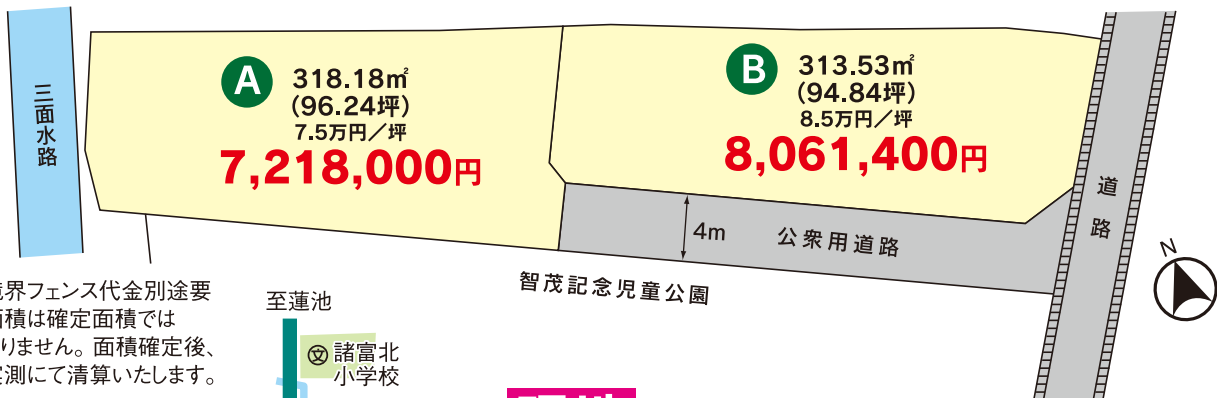 三面水路
A
318.18㎡
(96.24坪)
7.5万円／坪
7,218,000円
B
313.53㎡
(94.84坪)
8.5万円／坪
8,061,400円
道路
4m
公衆用道路
智茂記念児童公園
N
界フェンス代金別途要
積は確定面積では
りません。面積確定後、
測にて清算いたします。
至蓮池
文
諸富北
小学校